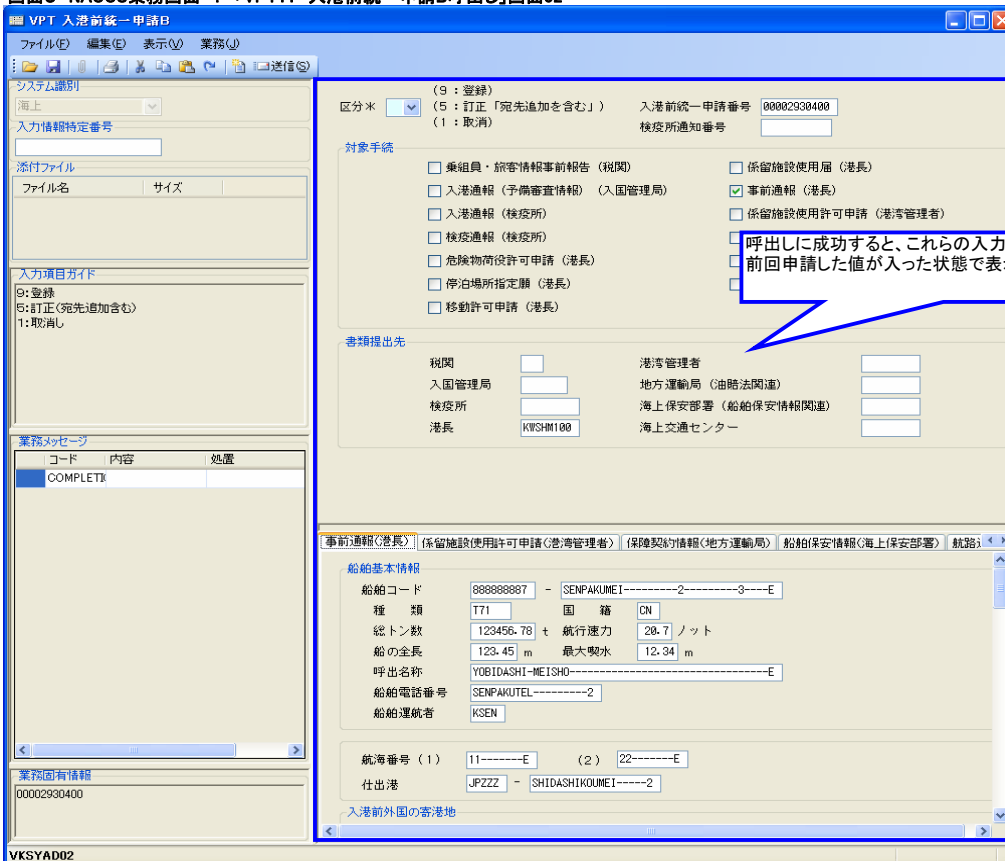 VPT 入港前統一申請B
ファイル(F) 編集(E) 表示(V) 業務(J)
送信(S)
システム識別
海上
入力情報特定番号
添付ファイル
ファイル名 サイズ
入力項目ガイド
9:登録
5:訂正(宛先追加含む)
1:取消し
業務メッセージ
コード 内容 処置
COMPLETI
業務固有情報
00002930400
VKSYAD02
区分* (9:登録)
(5:訂正「宛先追加を含む」)
(1:取消)
入港前統一申請番号 00002930400
検疫所通知番号
対象手続
乗組員・旅客情報事前報告(税関) 係留施設使用届(港長)
入港通報(予備審査情報)(入国管理局) 事前通報(港長)
入港通報(検疫所) 係留施設使用許可申請(港湾管理者)
検疫通報(検疫所)
危険物荷役許可申請(港長)
停泊場所指定願(港長)
移動許可申請(港長)
呼出しに成功すると、これらの入力
前回申請した値が入った状態で表
書類提出先
税関 港湾管理者
入国管理局 地方運輸局(油賠法関連)
検疫所 海上保安部署(船舶保安情報関連)
港長 KWSHM100 海上交通センター
事前通報(港長) 係留施設使用許可申請(港湾管理者) 保障契約情報(地方運輸局) 船舶保安情報(海上保安部署) 航路
船舶基本情報
船舶コード 888888887 - SENPAKUMEI---------2---------3----E
種 類 T71 国 籍 CN
総トン数 123456.78 t 航行速力 20.7 ノット
船の全長 123.45 m 最大喫水 12.34 m
呼出名称 YOBIDASHI-MEISHO---------------------------------E
船舶電話番号 SENPAKUTEL---------2
船舶運航者 KSEN
航海番号(1) 11-------E (2) 22-------E
仕出港 JPZZZ - SHIDASHIKOUMEI-----2
入港前外国の寄港地